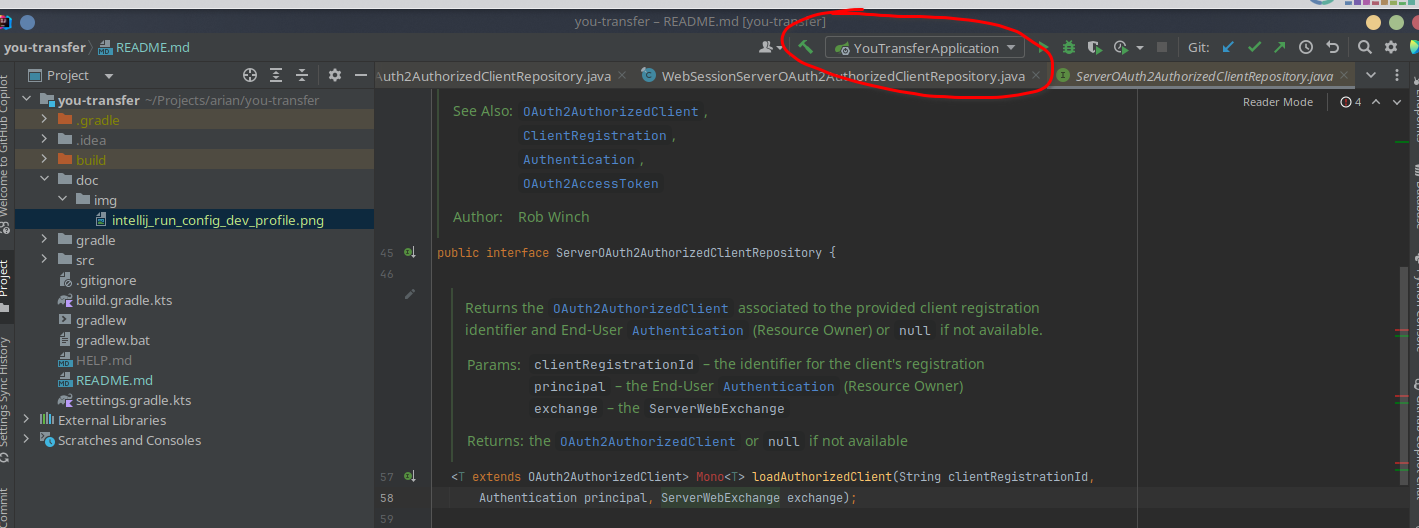 you-transfer – README.md [you-transfer]
you-transfer README.md
YouTransferApplication
Git:
Project
Auth2AuthorizedClientRepository.java
WebSessionServerOAuth2AuthorizedClientRepository.java
ServerOAuth2AuthorizedClientRepository.java
Reader Mode
4
Welcome to GitHub Copilot
Project
Settings Sync History
Commit
you-transfer ~/Projects/arian/you-transfer
.gradle
.idea
build
doc
img
intellij_run_config_dev_profile.png
gradle
src
.gitignore
build.gradle.kts
gradlew
gradlew.bat
HELP.md
README.md
settings.gradle.kts
External Libraries
Scratches and Consoles
See Also: OAuth2AuthorizedClient,
ClientRegistration,
Authentication,
OAuth2AccessToken
Author: Rob Winch
45 public interface ServerOAuth2AuthorizedClientRepository {
46
Returns the OAuth2AuthorizedClient associated to the provided client registration
identifier and End-User Authentication (Resource Owner) or null if not available.
Params: clientRegistrationId – the identifier for the client's registration
principal – the End-User Authentication (Resource Owner)
exchange – the ServerWebExchange
Returns: the OAuth2AuthorizedClient or null if not available
57 <T extends OAuth2AuthorizedClient> Mono<T> loadAuthorizedClient(String clientRegistrationId,
58 Authentication principal, ServerWebExchange exchange);
59